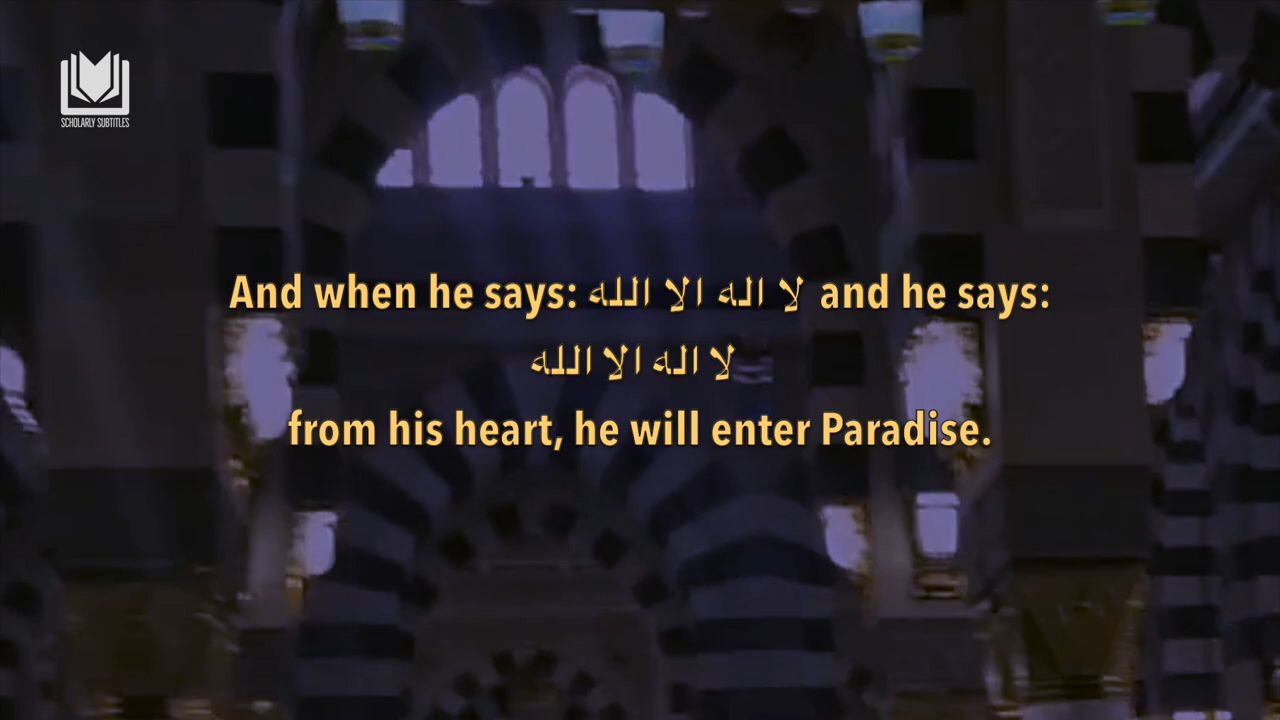 SCHOLARLY SUBTITLES
And when he says: لا اله الا الله and he says:
لا اله الا الله
from his heart, he will enter Paradise.